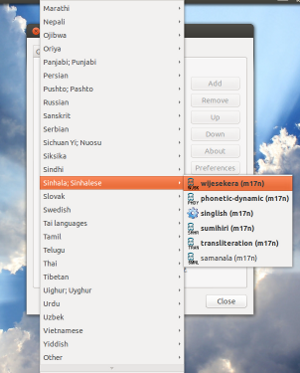 Marathi
Nepali
Ojibwa
Oriya
Panjabi; Punjabi
Persian
Pushto; Pashto
Russian
Sanskrit
Serbian
Sichuan Yi; Nuosu
Siksika
Sindhi
Sinhala; Sinhalese
Slovak
Swedish
Tai languages
Tamil
Telugu
Thai
Tibetan
Uighur; Uyghur
Urdu
Uzbek
Vietnamese
Yiddish
Other
Add
Remove
Up
Down
About
Preferences
wijesekera (m17n)
phonetic-dynamic (m17n)
singlish (m17n)
sumihiri (m17n)
transliteration (m17n)
samanala (m17n)
Close